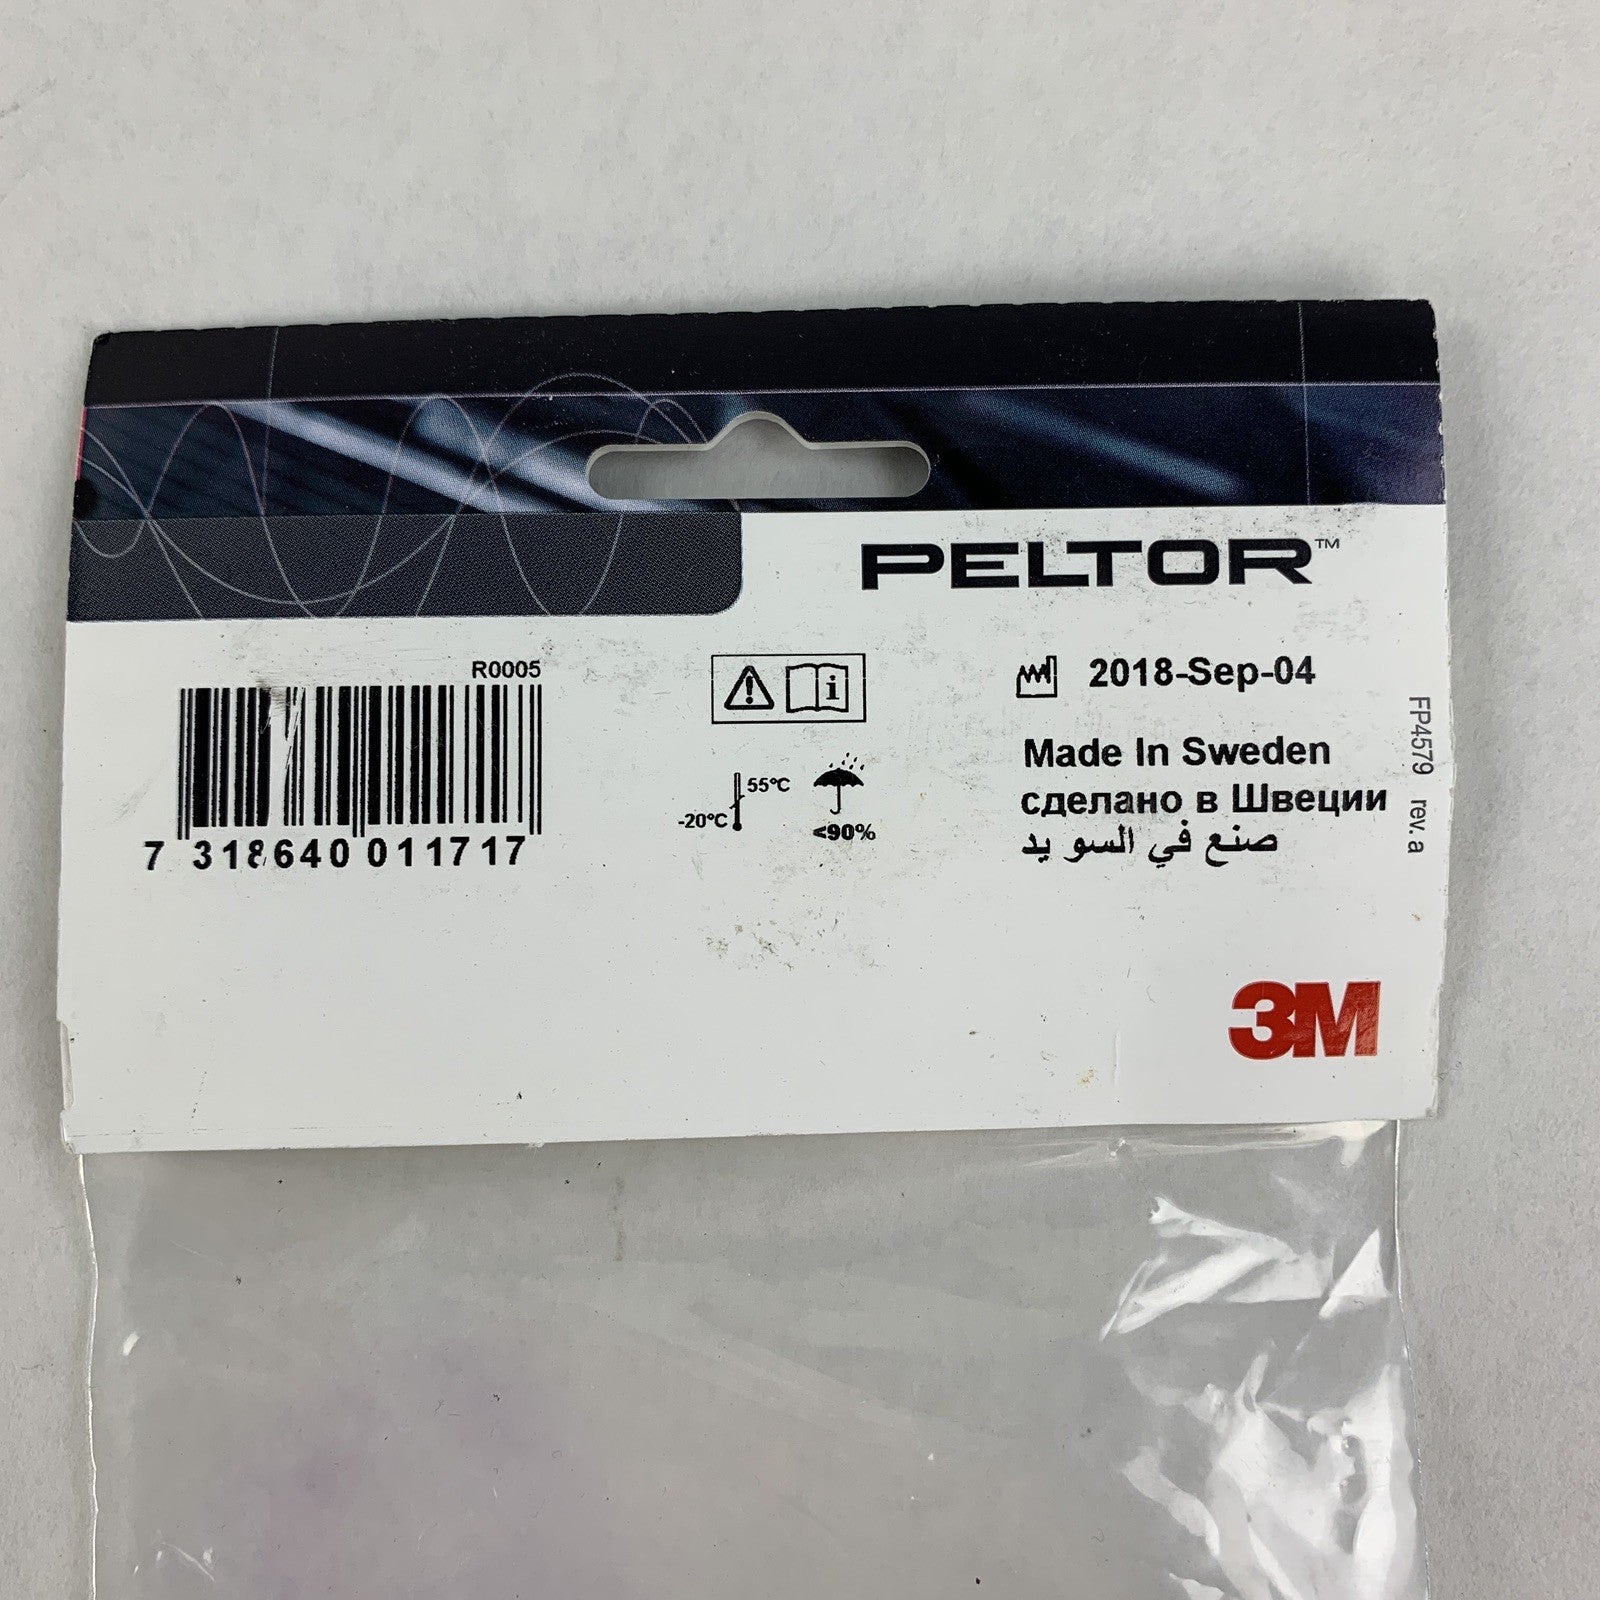 PELTOR™
R0005
7 318640 011717
55°C
-20°C
<90%
2018-Sep-04
Made In Sweden
сделано в Швеции
صنع في السو يد
FP4579 rev.a
3M